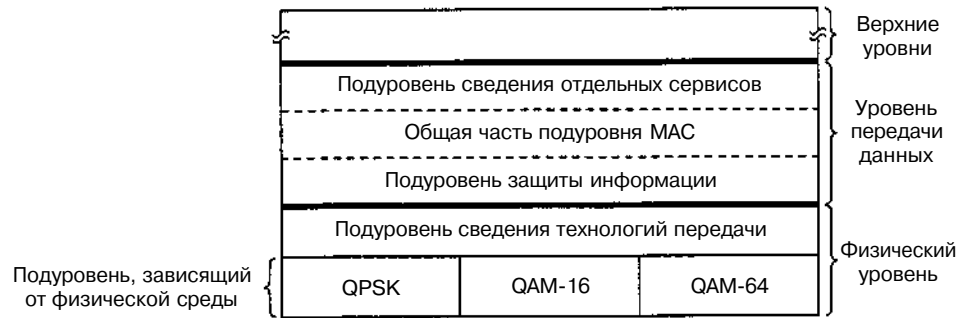 Верхние
уровни
Подуровень сведения отдельных сервисов
Общая часть подуровня MAC
Подуровень защиты информации
Уровень
передачи
данных
Подуровень сведения технологий передачи
Физический
уровень
Подуровень, зависящий
от физической среды
QPSK
QAM-16
QAM-64